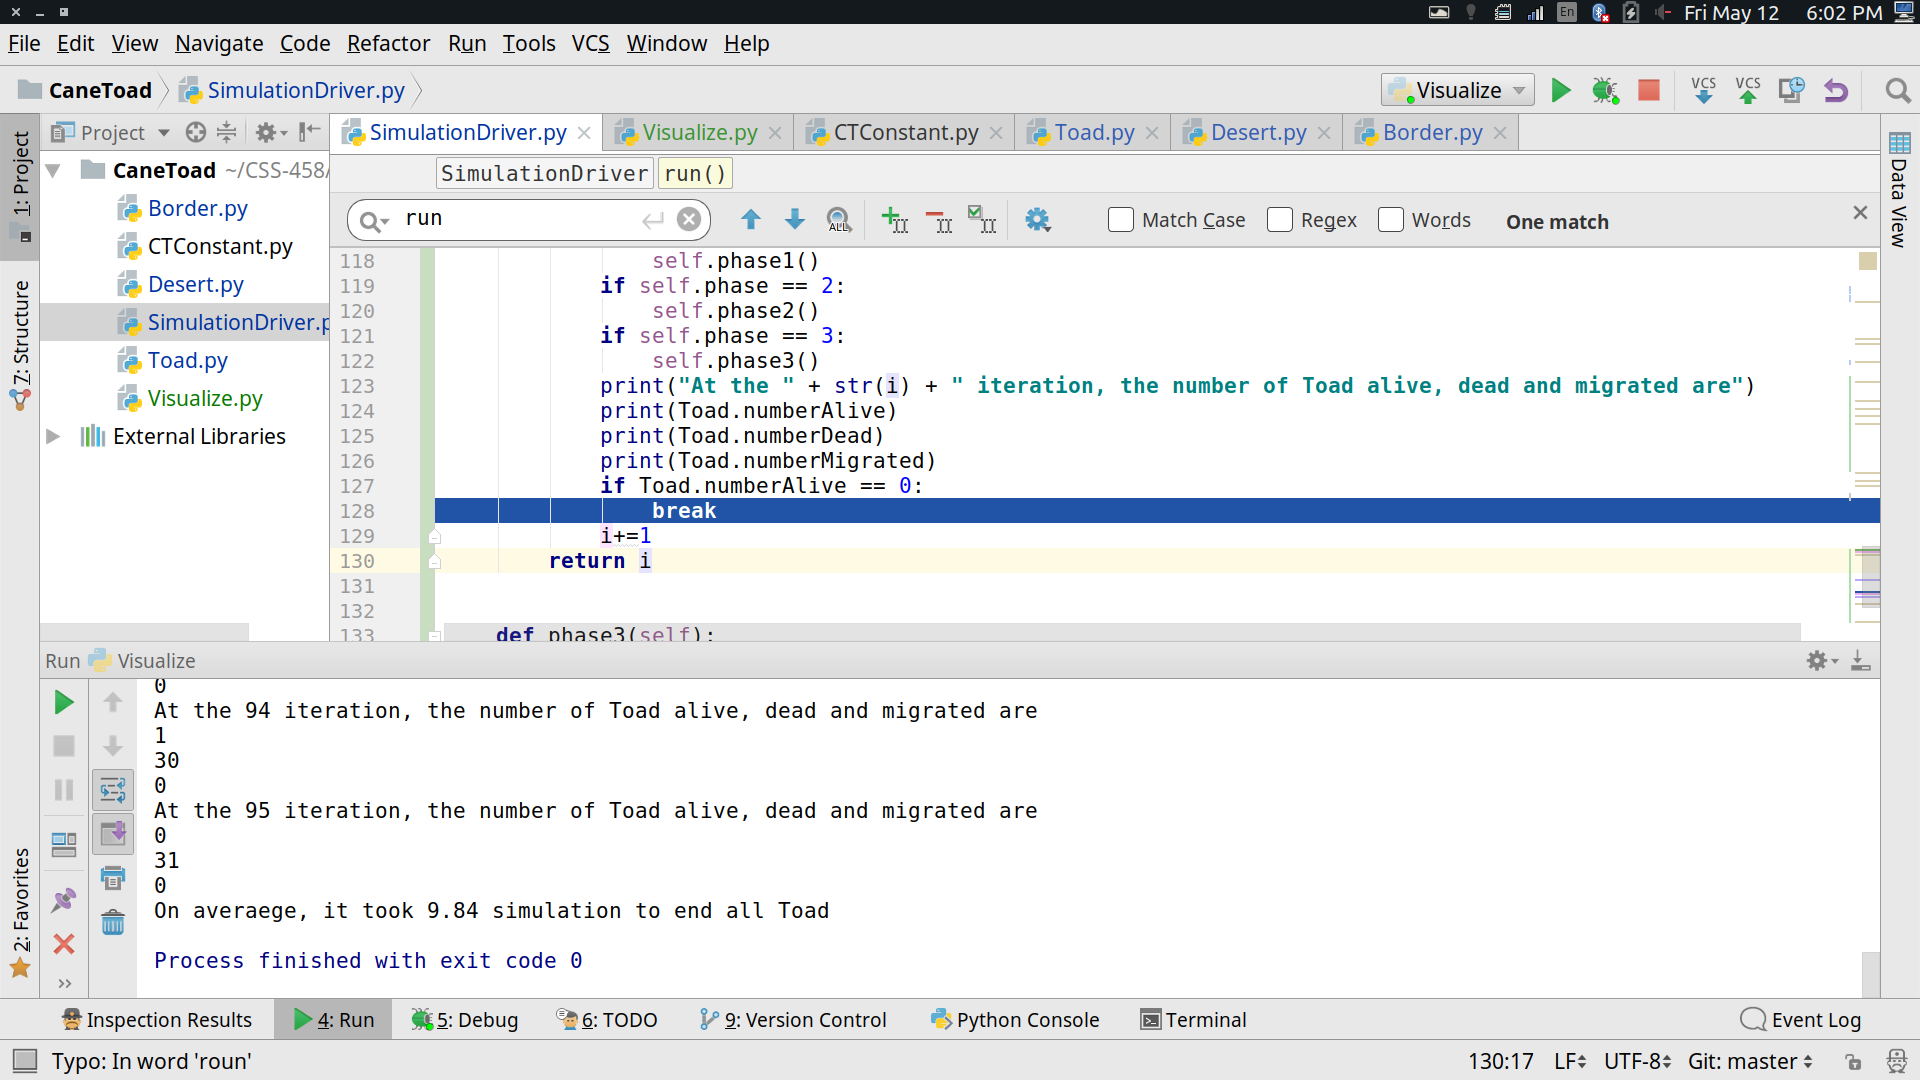 En Fri May 12 6:02 PM
File Edit View Navigate Code Refactor Run Tools VCS Window Help
CaneToad SimulationDriver.py Visualize VCS VCS
1: Project
7: Structure
2: Favorites
Project
CaneToad ~/CSS-458/
Border.py
CTConstant.py
Desert.py
SimulationDriver.p
Toad.py
Visualize.py
External Libraries
SimulationDriver.py Visualize.py CTConstant.py Toad.py Desert.py Border.py
Data View
SimulationDriver run()
run ALL Match Case Regex Words One match
118 self.phase1()
119 if self.phase == 2:
120 self.phase2()
121 if self.phase == 3:
122 self.phase3()
123 print("At the " + str(i) + " iteration, the number of Toad alive, dead and migrated are")
124 print(Toad.numberAlive)
125 print(Toad.numberDead)
126 print(Toad.numberMigrated)
127 if Toad.numberAlive == 0:
128 break
129 i+=1
130 return i
131
132
133 def phase3(self):
Run Visualize
0
At the 94 iteration, the number of Toad alive, dead and migrated are
1
30
0
At the 95 iteration, the number of Toad alive, dead and migrated are
0
31
0
On averaege, it took 9.84 simulation to end all Toad
Process finished with exit code 0
Inspection Results 4: Run 5: Debug 6: TODO 9: Version Control Python Console Terminal Event Log
Typo: In word 'roun' 130:17 LF UTF-8 Git: master